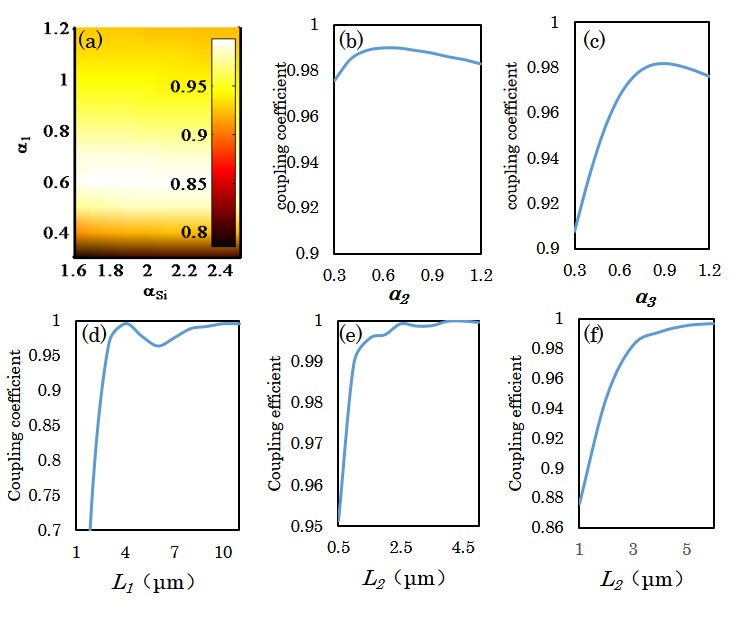 (a)
1.2
1
0.8
0.6
0.4
α1
1.6 1.8 2 2.2 2.4
αSi
0.95
0.9
0.85
0.8
(b)
1
0.98
0.96
0.94
0.92
0.9
coupling coefficient
0.3 0.6 0.9 1.2
α2
(c)
1
0.98
0.96
0.94
0.92
0.9
coupling coefficient
0.3 0.6 0.9 1.2
α3
(d)
1
0.95
0.9
0.85
0.8
0.75
0.7
Coupling coefficient
1 4 7 10
L1 (μm)
(e)
1
0.99
0.98
0.97
0.96
0.95
Coupling efficient
0.5 2.5 4.5
L2 (μm)
(f)
1
0.98
0.96
0.94
0.92
0.9
0.88
0.86
Coupling efficient
1 3 5
L2 (μm)